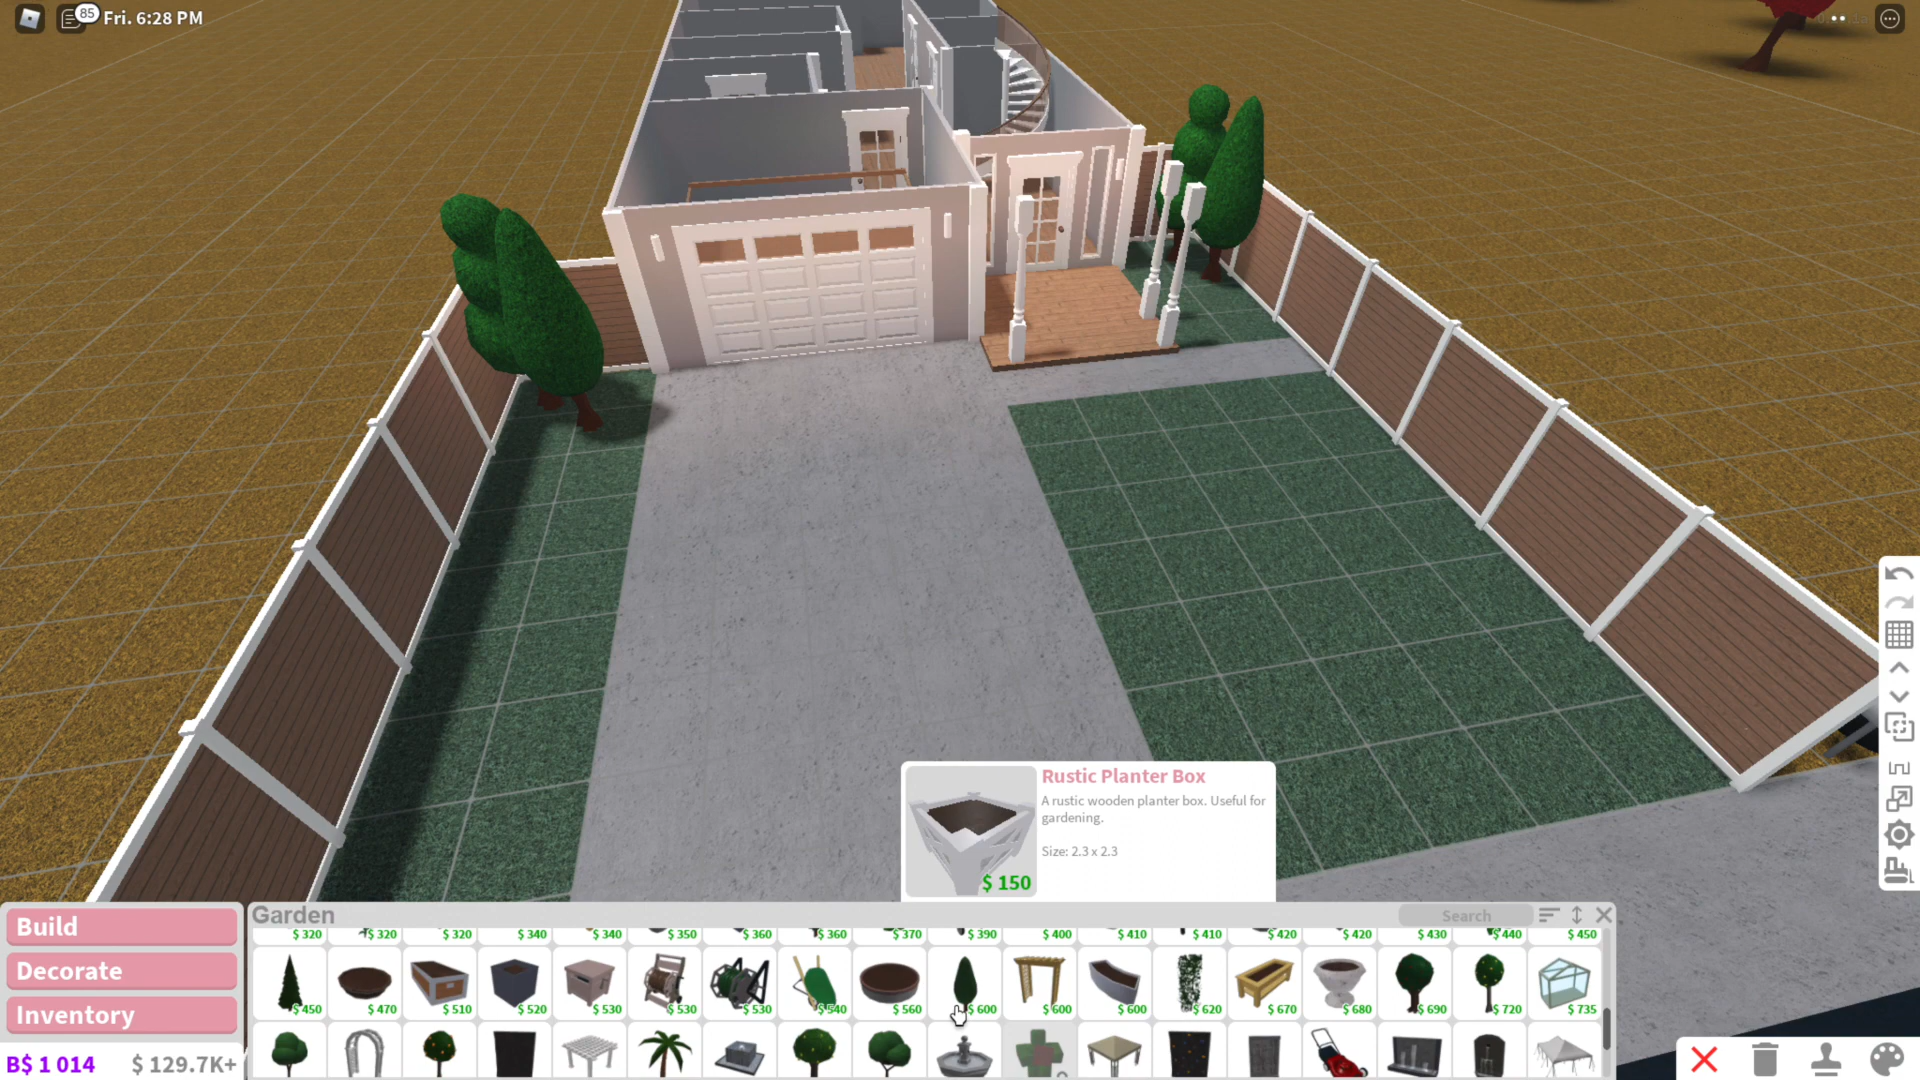 85
Fri. 6:28 PM
Rustic Planter Box
A rustic wooden planter box. Useful for
gardening.
Size: 2.3 x 2.3
$ 150
Garden
Search
$ 320 $ 320 $ 320 $ 340 $ 340 $ 350 $ 360 $ 360 $ 370 $ 390 $ 400 $ 410 $ 410 $ 420 $ 420 $ 430 $ 440 $ 450
$ 450 $ 470 $ 510 $ 520 $ 530 $ 530 $ 530 $ 540 $ 560 $ 600 $ 600 $ 600 $ 620 $ 670 $ 680 $ 690 $ 720 $ 735
Build
Decorate
Inventory
B$ 1 014
$ 129.7K+